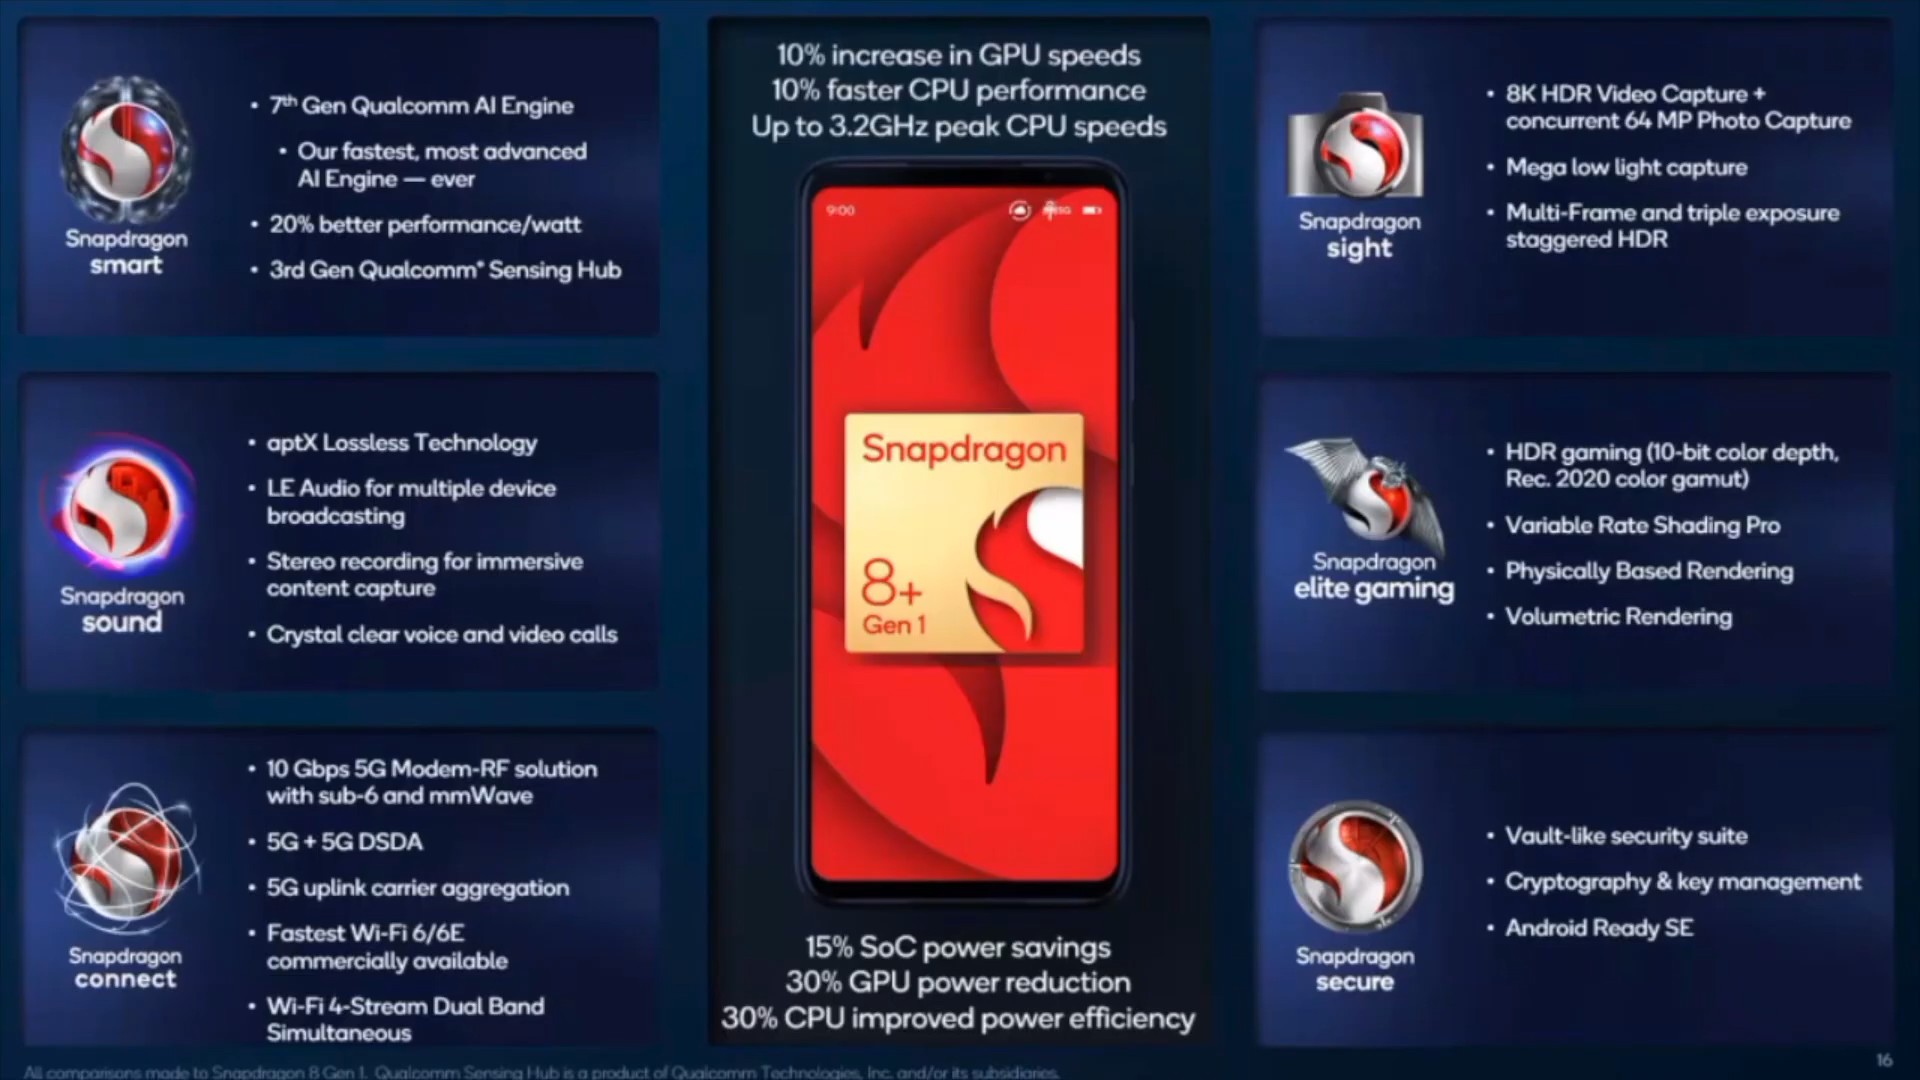 Snapdragon
smart
• 7th Gen Qualcomm AI Engine
• Our fastest, most advanced
AI Engine — ever
• 20% better performance/watt
• 3rd Gen Qualcomm® Sensing Hub
Snapdragon
sound
• aptX Lossless Technology
• LE Audio for multiple device
broadcasting
• Stereo recording for immersive
content capture
• Crystal clear voice and video calls
Snapdragon
connect
• 10 Gbps 5G Modem-RF solution
with sub-6 and mmWave
• 5G + 5G DSDA
• 5G uplink carrier aggregation
• Fastest Wi-Fi 6/6E
commercially available
• Wi-Fi 4-Stream Dual Band
Simultaneous
10% increase in GPU speeds
10% faster CPU performance
Up to 3.2GHz peak CPU speeds
9:00
5G
Snapdragon
8+
Gen 1
15% SoC power savings
30% GPU power reduction
30% CPU improved power efficiency
Snapdragon
sight
• 8K HDR Video Capture +
concurrent 64 MP Photo Capture
• Mega low light capture
• Multi-Frame and triple exposure
staggered HDR
Snapdragon
elite gaming
• HDR gaming (10-bit color depth,
Rec. 2020 color gamut)
• Variable Rate Shading Pro
• Physically Based Rendering
• Volumetric Rendering
Snapdragon
secure
• Vault-like security suite
• Cryptography & key management
• Android Ready SE
All comparisons made to Snapdragon 8 Gen 1. Qualcomm Sensing Hub is a product of Qualcomm Technologies, Inc. and/or its subsidiaries.
16